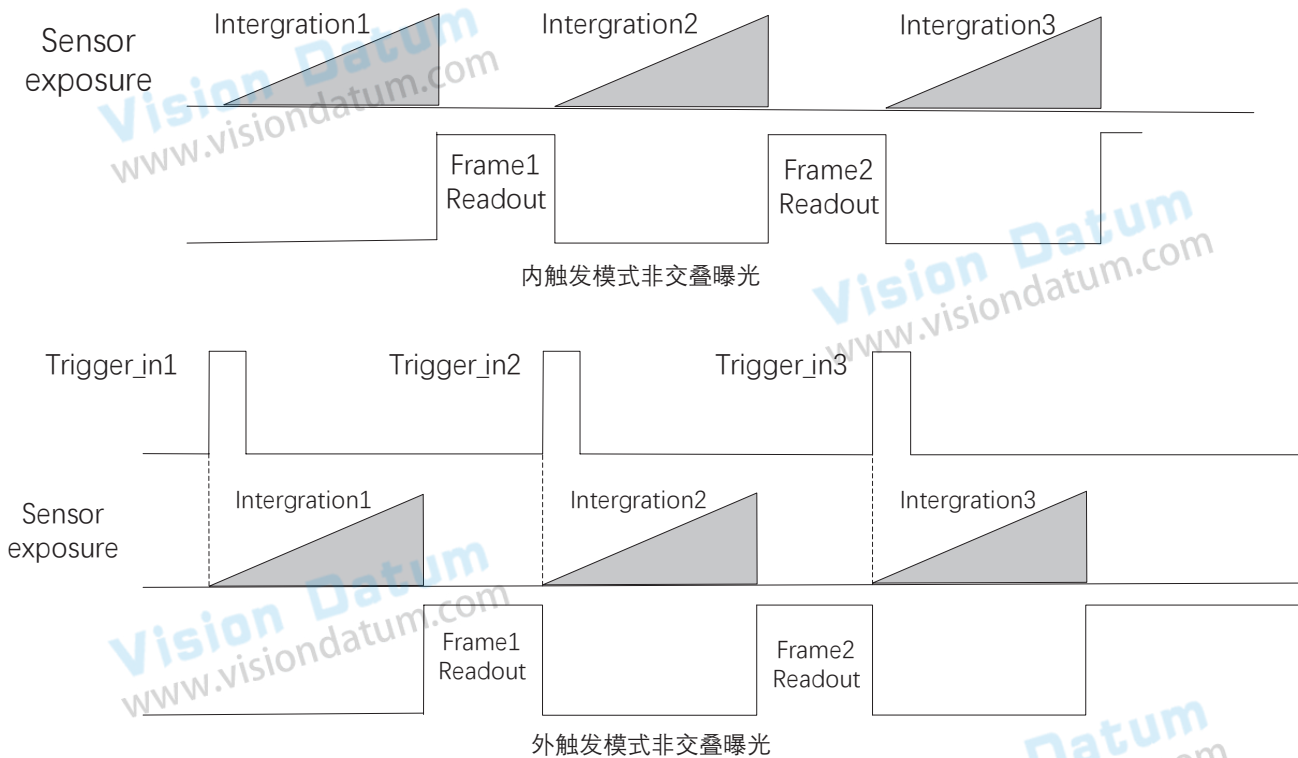 Intergration1
Intergration2
Intergration3
Sensor
exposure
Vision Datum
www.visiondatum.com
Frame1
Readout
Frame2
Readout
Vision Datum
www.visiondatum.com
内触发模式非交叠曝光
Trigger_in1
Trigger_in2
Trigger_in3
Intergration1
Intergration2
Intergration3
Sensor
exposure
Vision Datum
www.visiondatum.com
Frame1
Readout
Frame2
Readout
Datum
om
外触发模式非交叠曝光